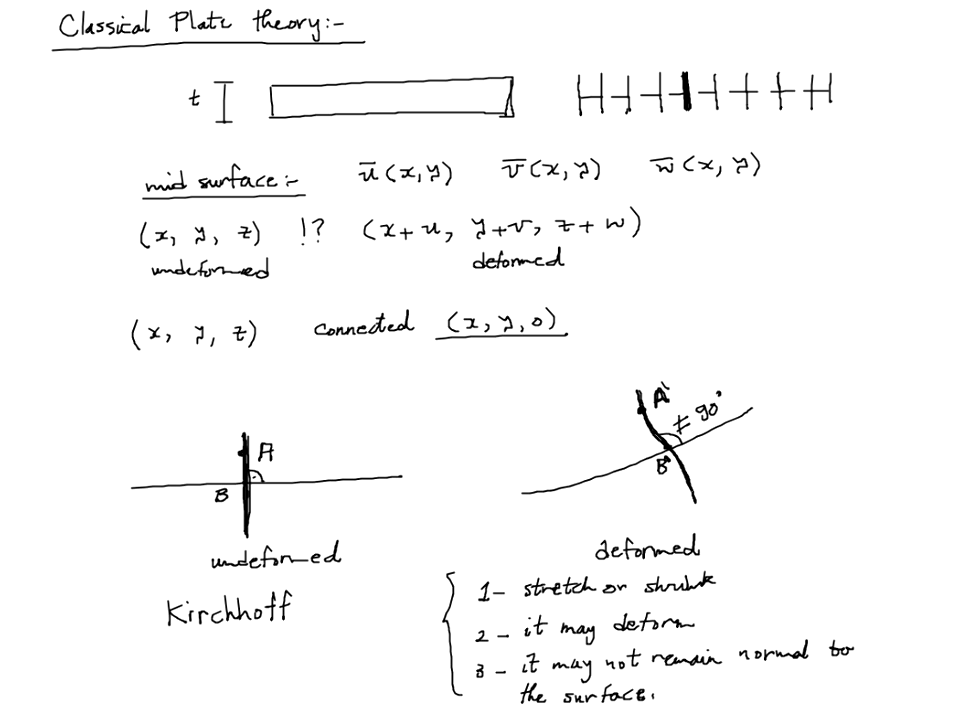 Classical Plate theory:-
t
mid surface:- ū(x,y) v̄(x,y) w̄(x,y)
(x, y, z) !? (x+u, y+v, z+w)
undeformed deformed
(x, y, z) connected (x, y, 0)
A
B
A'
≠ 90°
B'
undeformed
deformed
Kirchhoff
1- stretch or shrink
2- it may deform
3- it may not remain normal to
the surface.